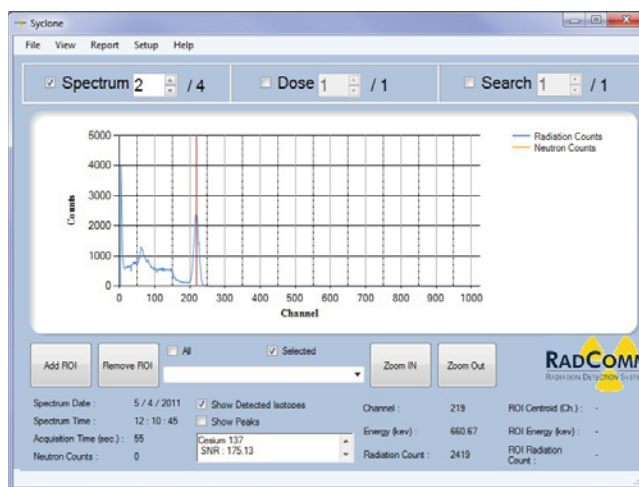 Syclone
File View Report Setup Help
Spectrum 2 / 4 Dose 1 / 1 Search 1 / 1
5000
4000
3000
2000
1000
0
Counts
0 100 200 300 400 500 600 700 800 900 1000
Channel
Radiation Counts
Neutron Counts
Add ROI Remove ROI All Selected Zoom IN Zoom Out
RADCOMM
RADIATION DETECTION SYSTE
Spectrum Date : 5 / 4 / 2011
Spectrum Time : 12 : 10 : 45
Acquisition Time (sec.) : 55
Neutron Counts : 0
Show Detected Isotopes
Show Peaks
Cesium 137
SNR : 175.13
Channel : 219
Energy (kev) : 660.67
Radiation Count : 2419
ROI Centroid (Ch.) : -
ROI Energy (kev) : -
ROI Radiation
Count : -